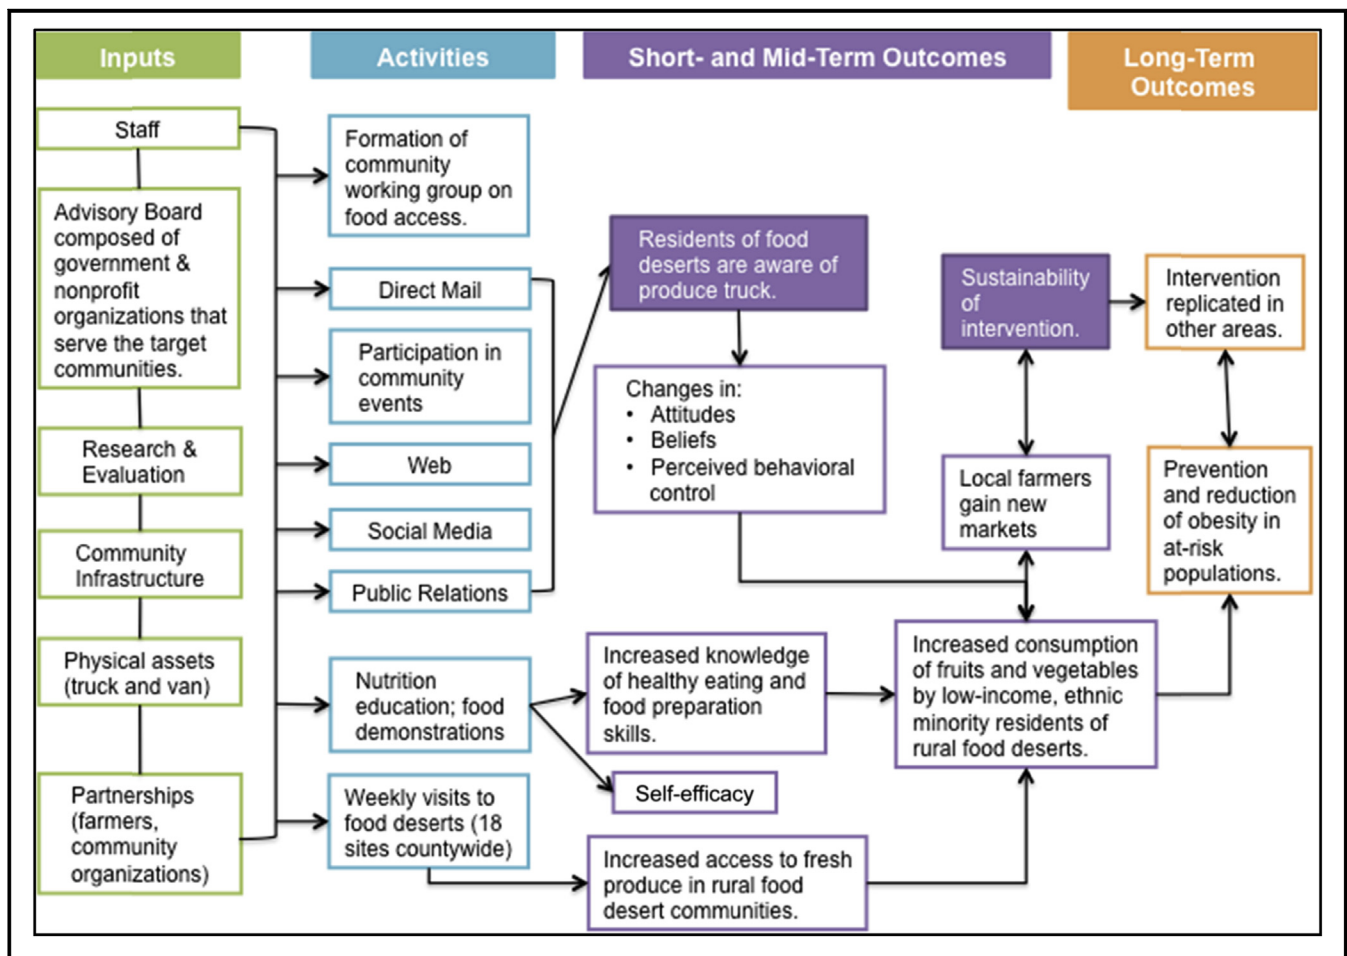 Inputs
Activities
Short- and Mid-Term Outcomes
Long-Term
Outcomes
Staff
Advisory Board
composed of
government &
nonprofit
organizations that
serve the target
communities.
Research &
Evaluation
Community
Infrastructure
Physical assets
(truck and van)
Partnerships
(farmers,
community
organizations)
Formation of
community
working group on
food access.
Direct Mail
Participation in
community
events
Web
Social Media
Public Relations
Nutrition
education; food
demonstrations
Weekly visits to
food deserts (18
sites countywide)
Residents of food
deserts are aware of
produce truck.
Changes in:
• Attitudes
• Beliefs
• Perceived behavioral
control
Increased knowledge
of healthy eating and
food preparation
skills.
Self-efficacy
Increased access to fresh
produce in rural food
desert communities.
Sustainability
of
intervention.
Local farmers
gain new
markets
Increased consumption
of fruits and vegetables
by low-income, ethnic
minority residents of
rural food deserts.
Intervention
replicated in
other areas.
Prevention
and reduction
of obesity in
at-risk
populations.